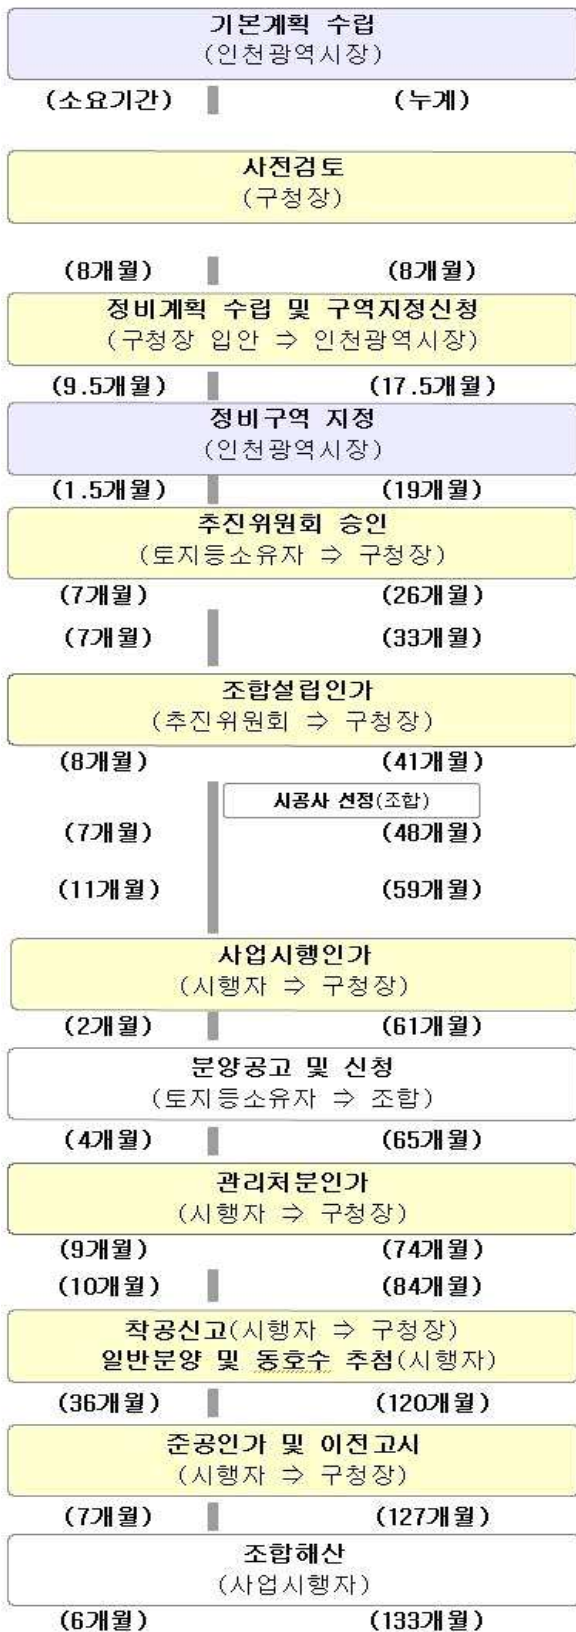 기본계획 수립
(인천광역시장)
(소요기간) (누계)
사전검토
(구청장)
(8개월) (8개월)
정비계획 수립 및 구역지정신청
(구청장 입안 ⇒ 인천광역시장)
(9.5개월) (17.5개월)
정비구역 지정
(인천광역시장)
(1.5개월) (19개월)
추진위원회 승인
(토지등소유자 ⇒ 구청장)
(7개월) (26개월)
(7개월) (33개월)
조합설립인가
(추진위원회 ⇒ 구청장)
(8개월) (41개월)
시공사 선정(조합)
(7개월) (48개월)
(11개월) (59개월)
사업시행인가
(시행자 ⇒ 구청장)
(2개월) (61개월)
분양공고 및 신청
(토지등소유자 ⇒ 조합)
(4개월) (65개월)
관리처분인가
(시행자 ⇒ 구청장)
(9개월) (74개월)
(10개월) (84개월)
착공신고(시행자 ⇒ 구청장)
일반분양 및 동호수 추첨(시행자)
(36개월) (120개월)
준공인가 및 이전고시
(시행자 ⇒ 구청장)
(7개월) (127개월)
조합해산
(사업시행자)
(6개월) (133개월)